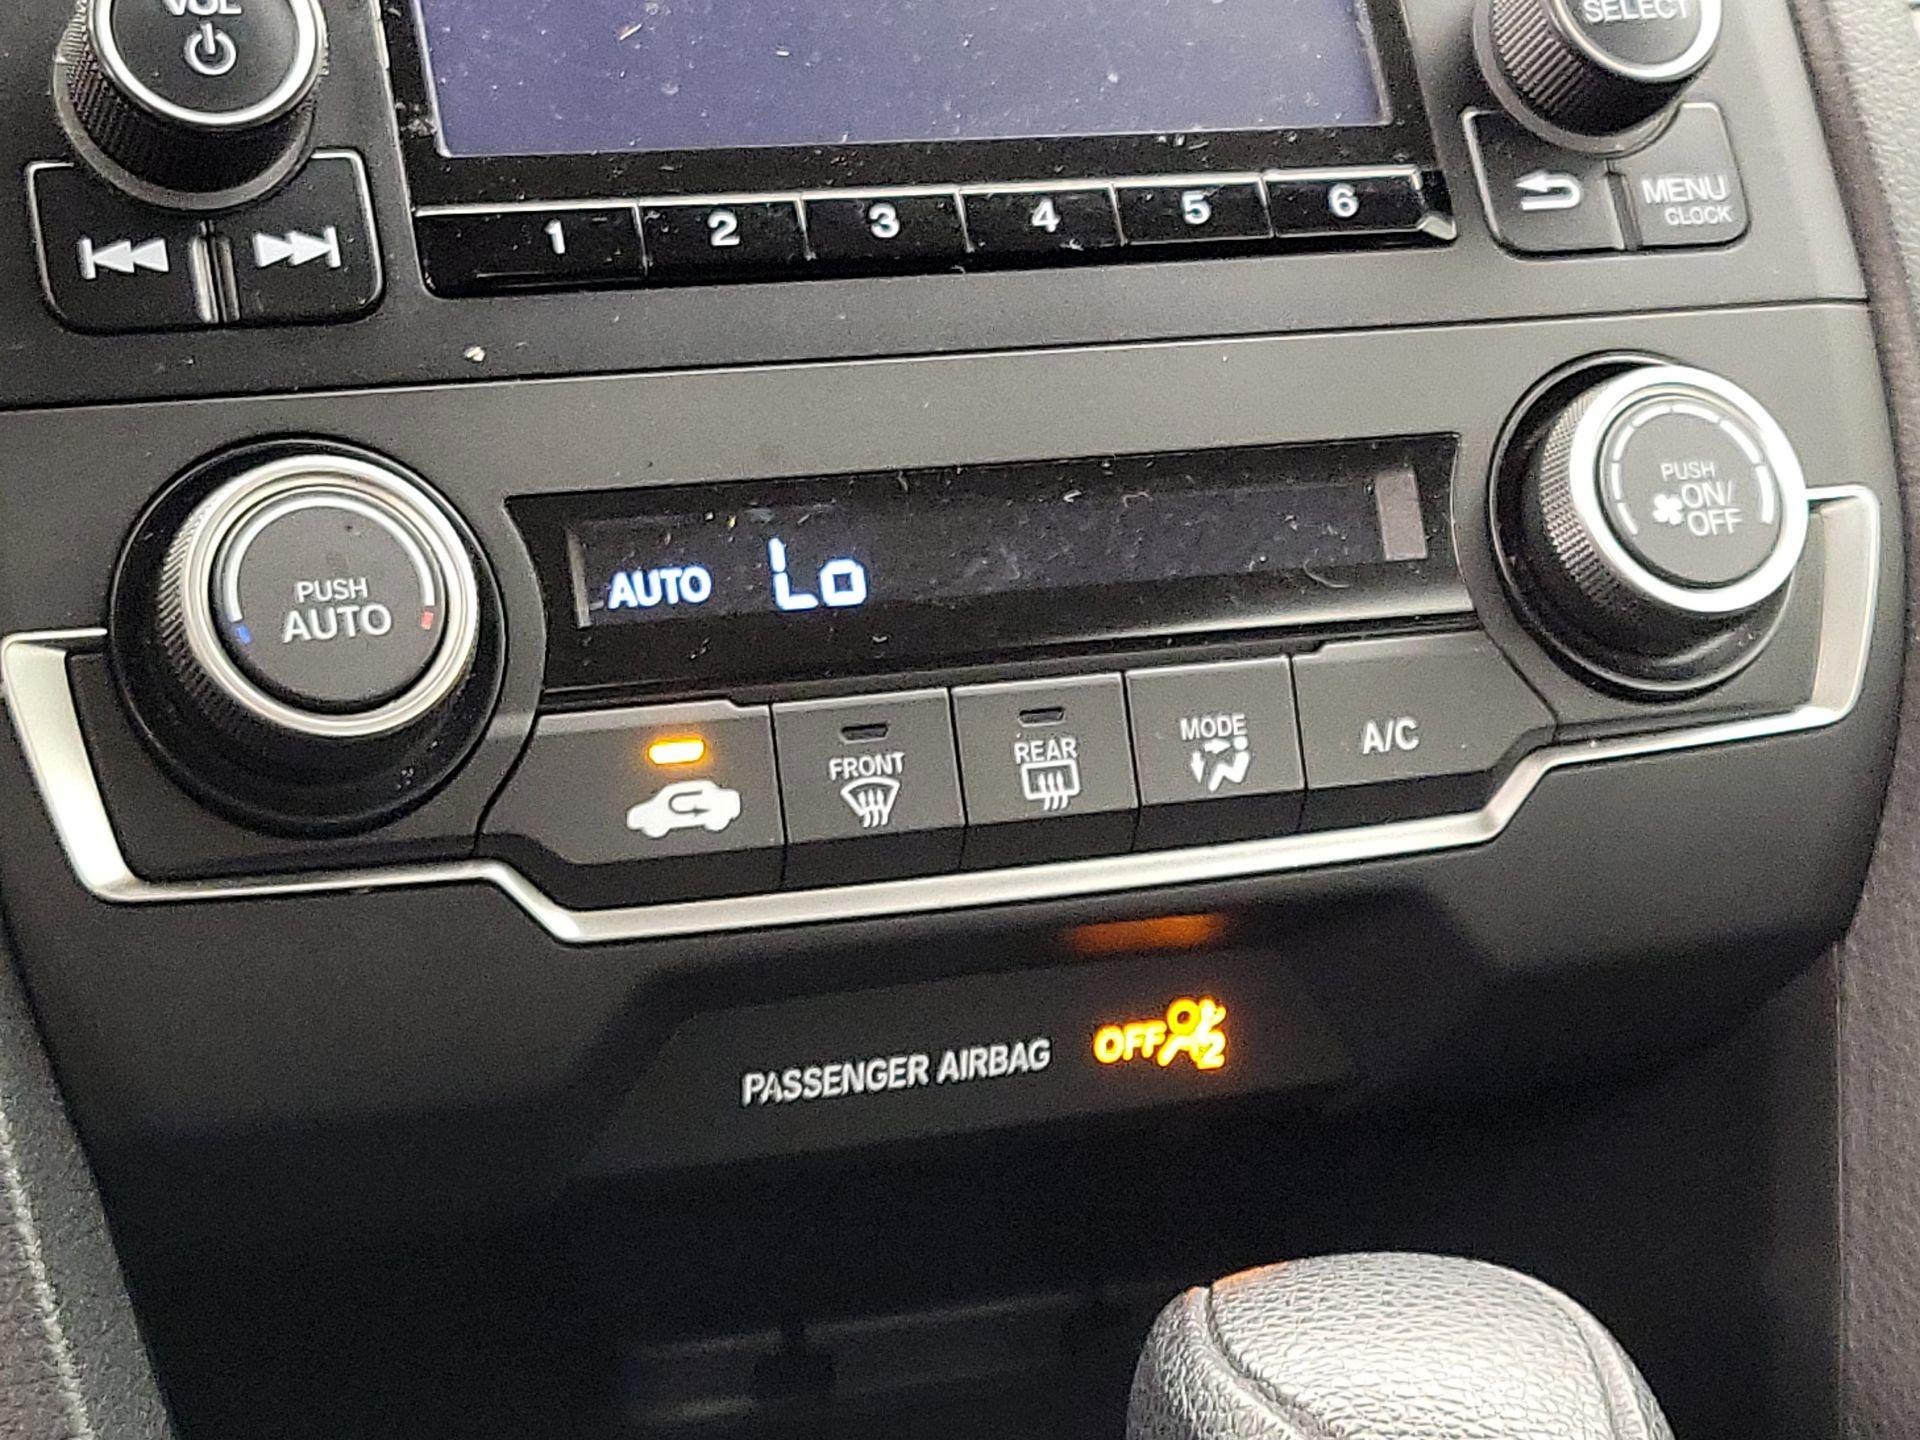 VOL
SELECT
1 2 3 4 5 6
MENU
CLOCK
PUSH
AUTO
AUTO Lo
PUSH
ON/
OFF
FRONT
REAR
MODE
A/C
PASSENGER AIRBAG OFF 2